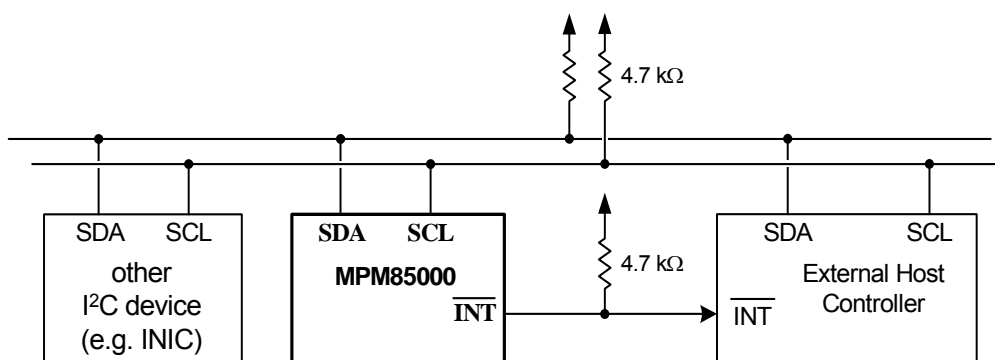 4.7 kΩ
SDA SCL
other
I²C device
(e.g. INIC)
SDA SCL
MPM85000
INT
4.7 kΩ
SDA SCL
External Host
Controller
INT